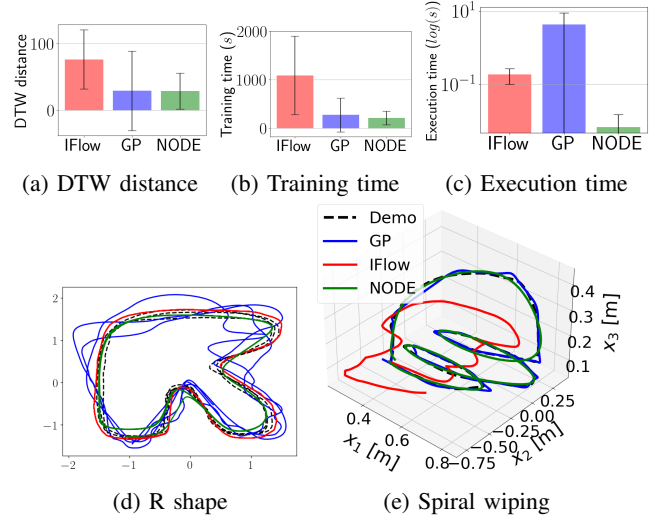 DTW distance
100
0
IFlow GP NODE
(a) DTW distance
Training time (s)
2000
1000
0
IFlow GP NODE
(b) Training time
Execution time (log(s))
10^1
10^-1
IFlow GP NODE
(c) Execution time
2
1
0
−1
−2 −1 0 1
(d) R shape
Demo
GP
IFlow
NODE
0.4
0.3
0.2
0.1
x_3 [m]
0.25
0.00
−0.25
−0.50
−0.75
x_2 [m]
0.4
0.6
0.8
x_1 [m]
(e) Spiral wiping